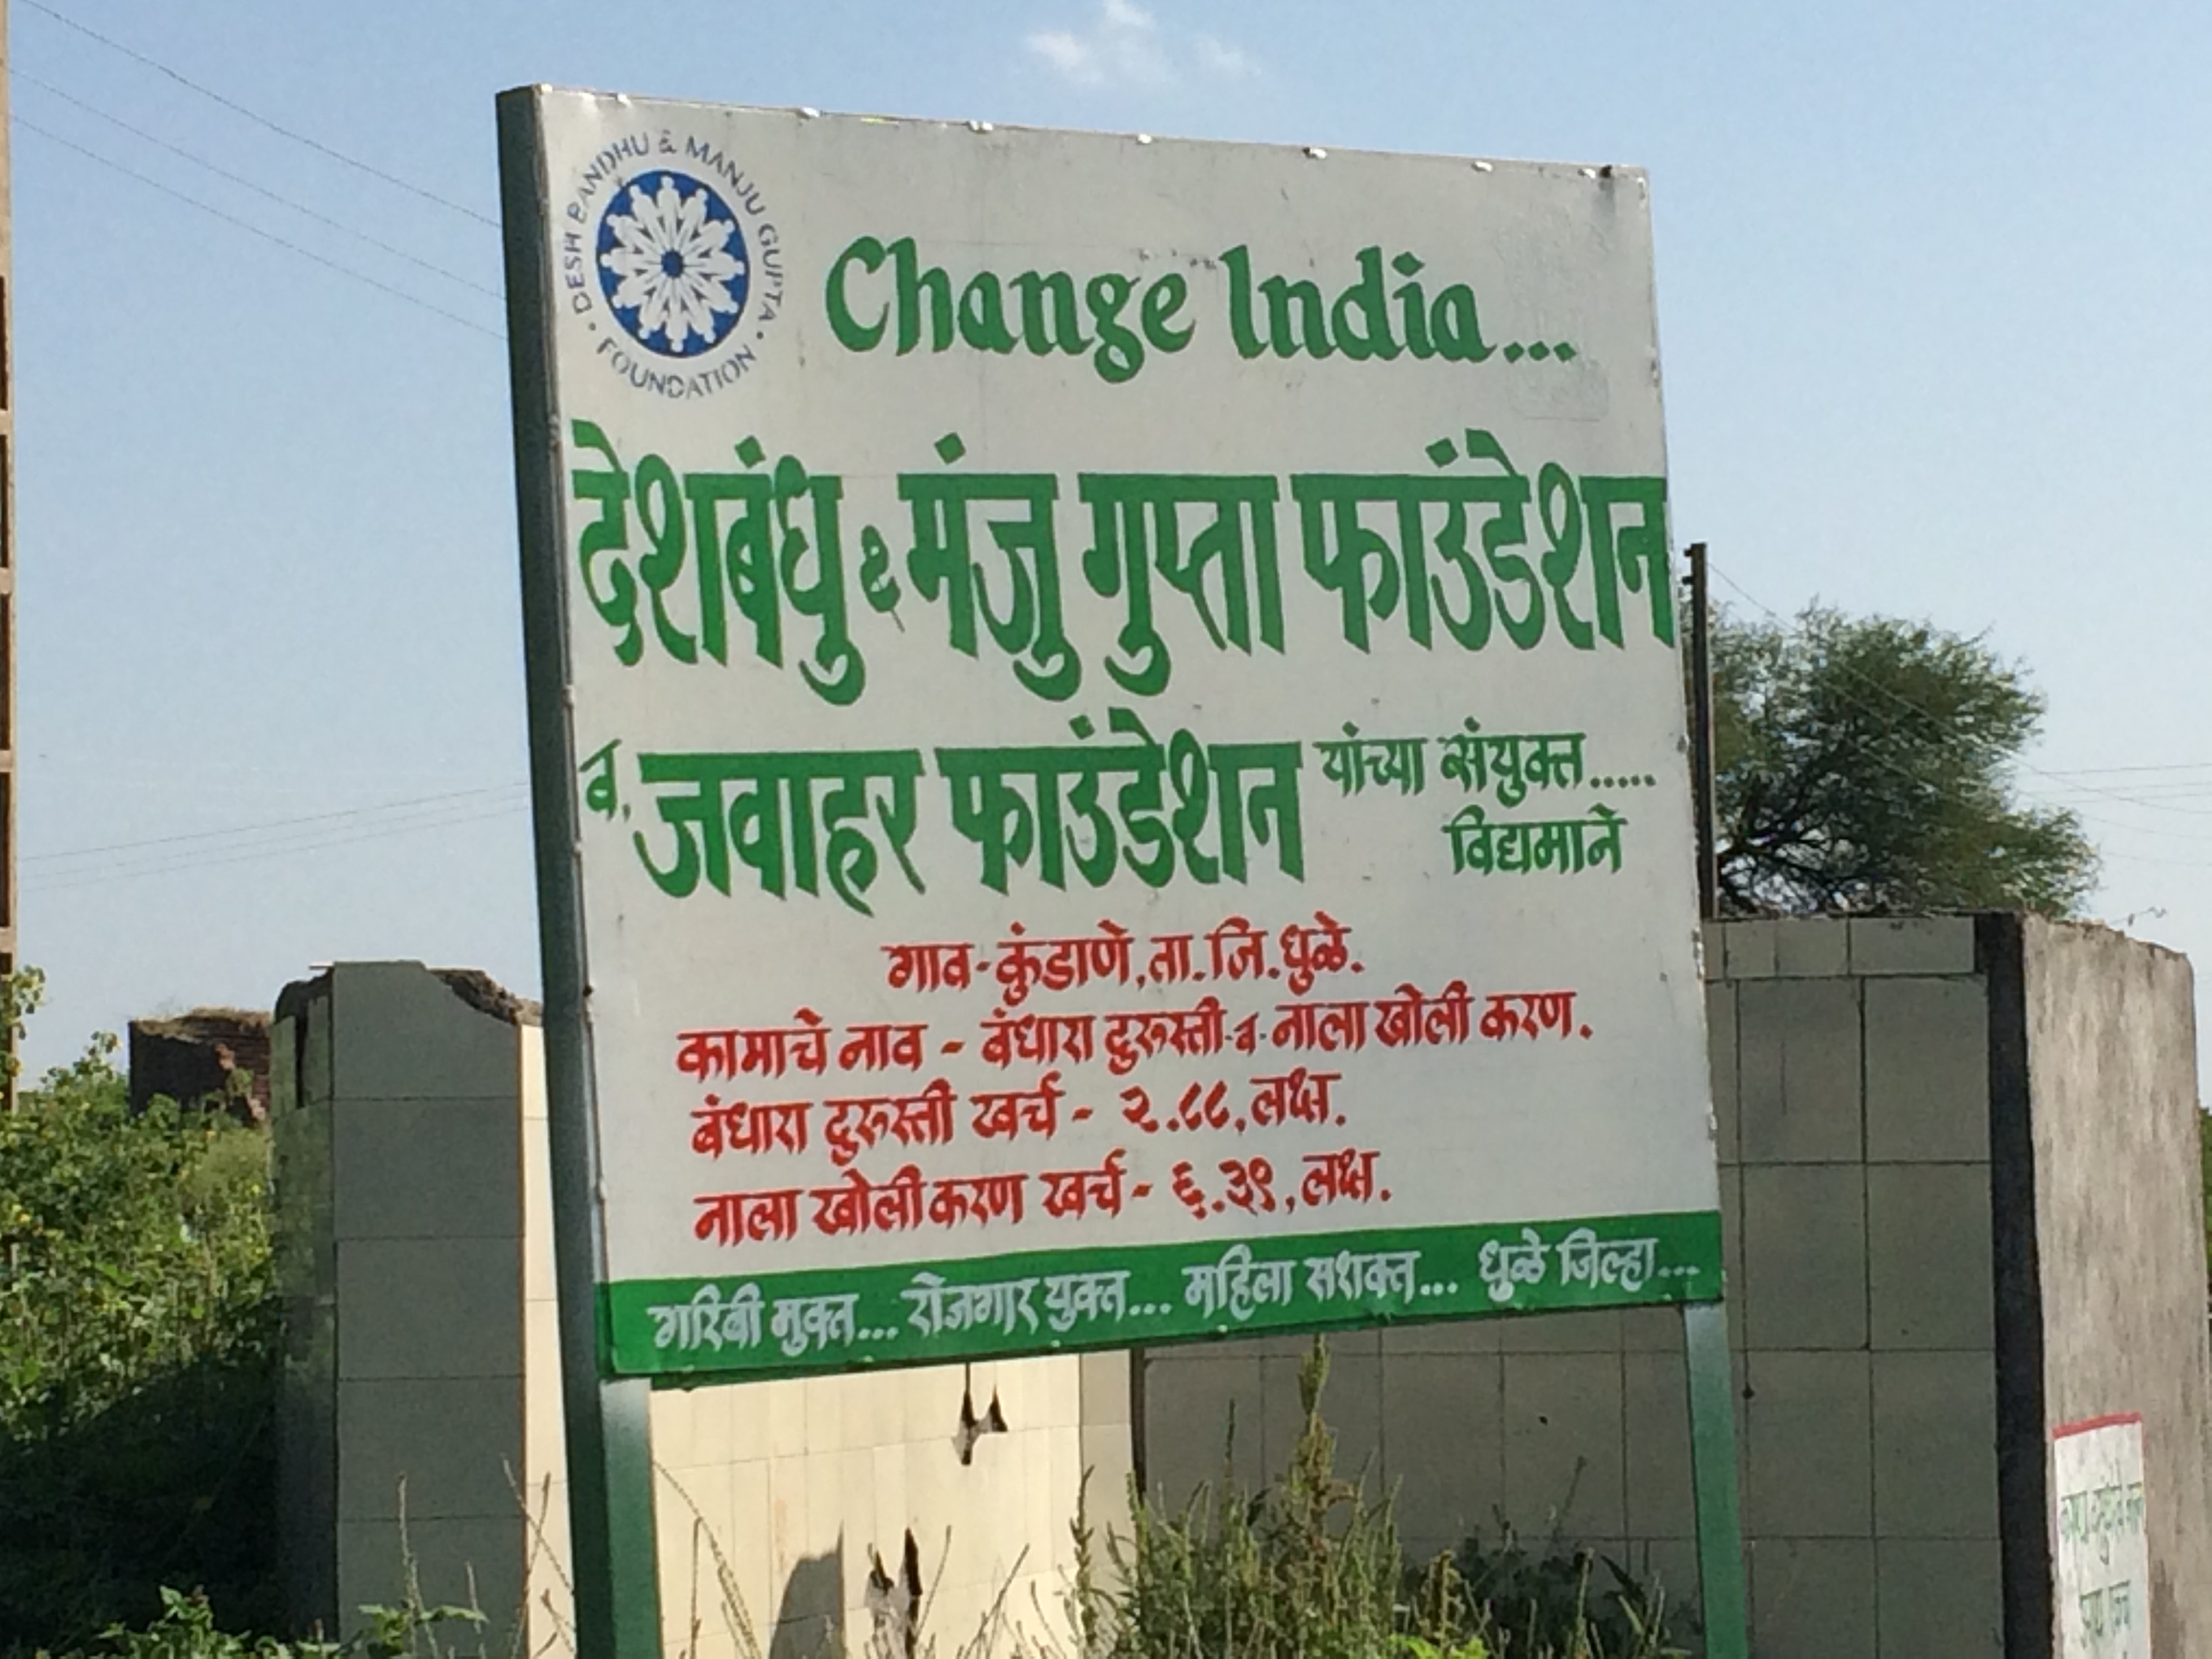 DESH BANDHU & MANJU GUPTA
FOUNDATION
Change India...
देशबंधु & मंजु गुप्ता फाउंडेशन
व. जवाहर फाउंडेशन यांच्या संयुक्त.....
विद्यमाने
गाव-कुंडाणे,ता.जि.धुळे.
कामाचे नाव - बंधारा दुरुस्ती-व-नाला खोली करण.
बंधारा दुरुस्ती खर्च - २.८८,लक्ष.
नाला खोलीकरण खर्च - ६.३९,लक्ष.
गरिबी मुक्त... रोजगार युक्त... महिला सशक्त... धुळे जिल्हा...